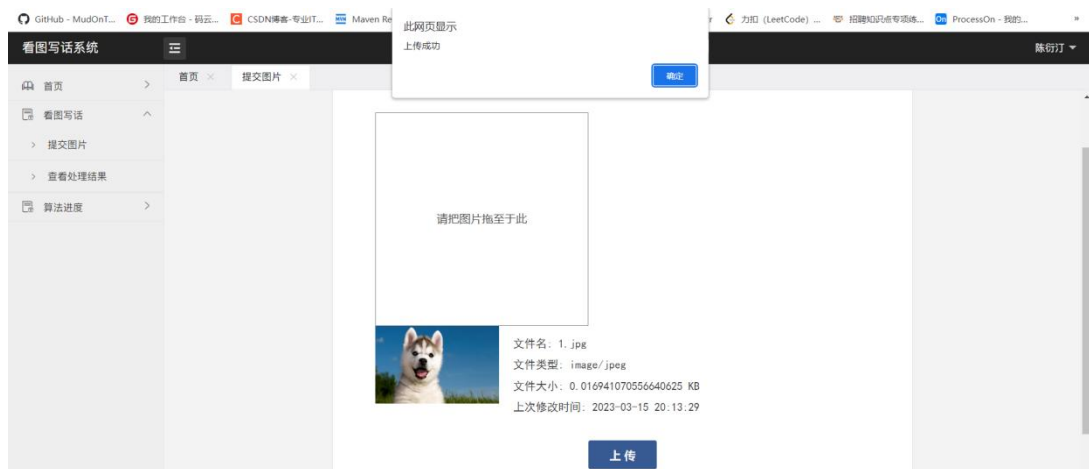 GitHub - MudOnT...
我的工作台 - 码云...
CSDN博客-专业IT...
Maven Re
力扣 (LeetCode) ...
招聘知识点专项练...
ProcessOn - 我的...
»
此网页显示
上传成功
确定
看图写话系统
陈衍汀
首页
提交图片
首页
看图写话
提交图片
查看处理结果
算法进度
请把图片拖至于此
文件名: 1.jpg
文件类型: image/jpeg
文件大小: 0.016941070556640625 KB
上次修改时间: 2023-03-15 20:13:29
上传